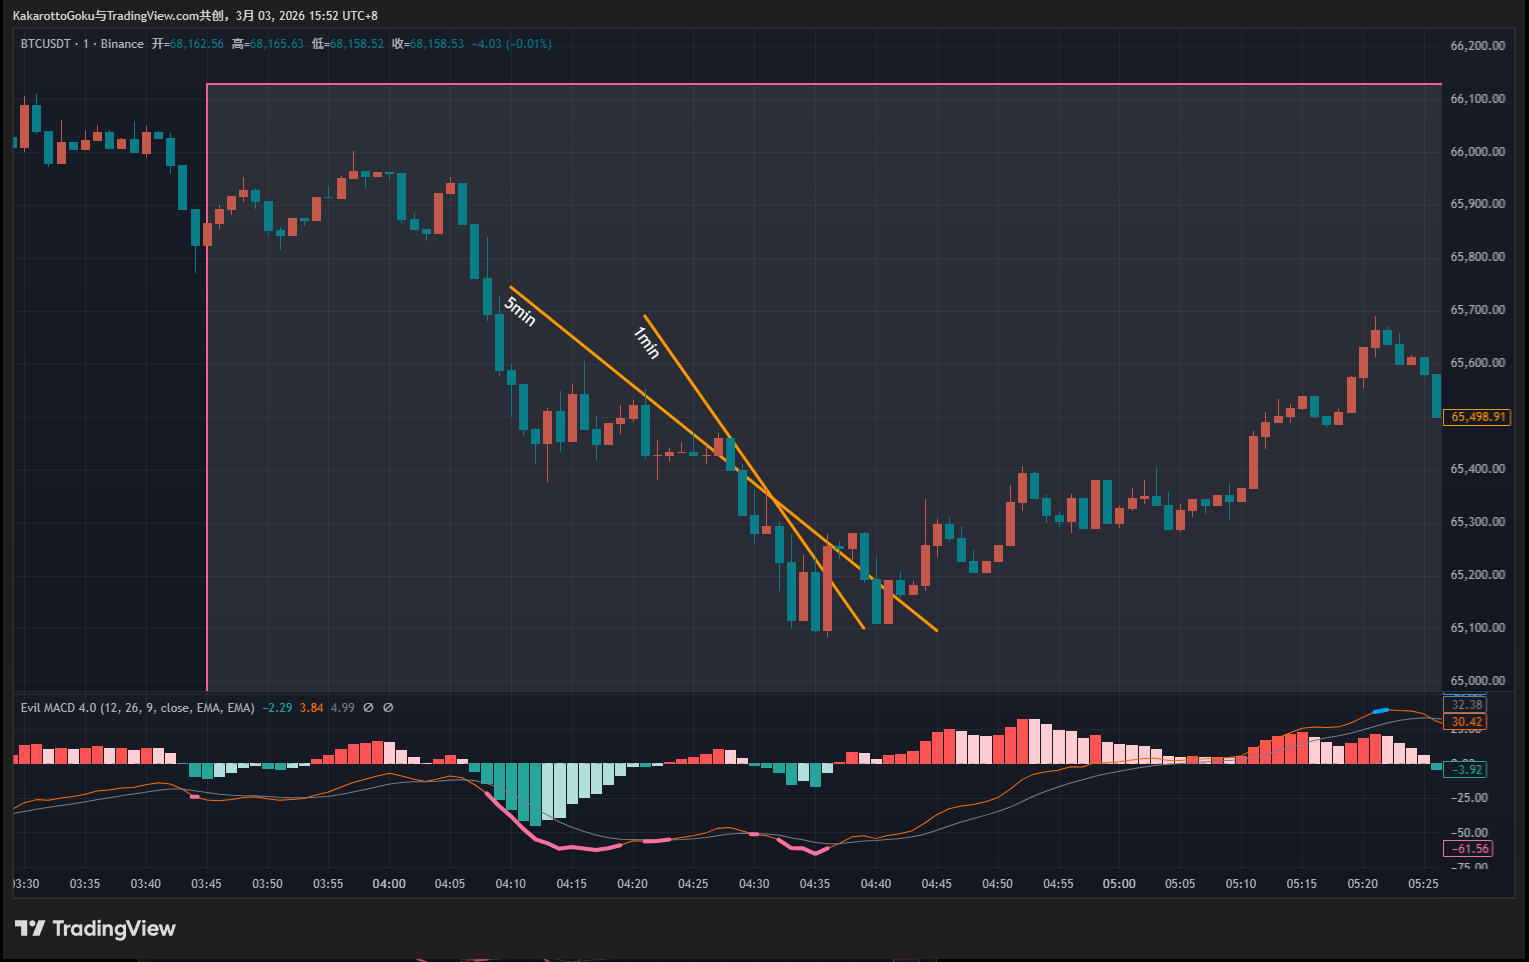 KakarottoGoku与TradingView.com共创，3月 03, 2026 15:52 UTC+8
BTCUSDT · 1 · Binance 开=68,162.56 高=68,165.63 低=68,158.52 收=68,158.53 −4.03 (−0.01%)
66,200.00
66,100.00
66,000.00
65,900.00
65,800.00
65,700.00
65,600.00
65,498.91
65,400.00
65,300.00
65,200.00
65,100.00
65,000.00
5min
1min
Evil MACD 4.0 (12, 26, 9, close, EMA, EMA) −2.29 3.84 4.99 ∅ ∅
32.38
30.42
−3.92
−25.00
−50.00
−61.56
−75.00
03:30 03:35 03:40 03:45 03:50 03:55 04:00 04:05 04:10 04:15 04:20 04:25 04:30 04:35 04:40 04:45 04:50 04:55 05:00 05:05 05:10 05:15 05:20 05:25
TradingView